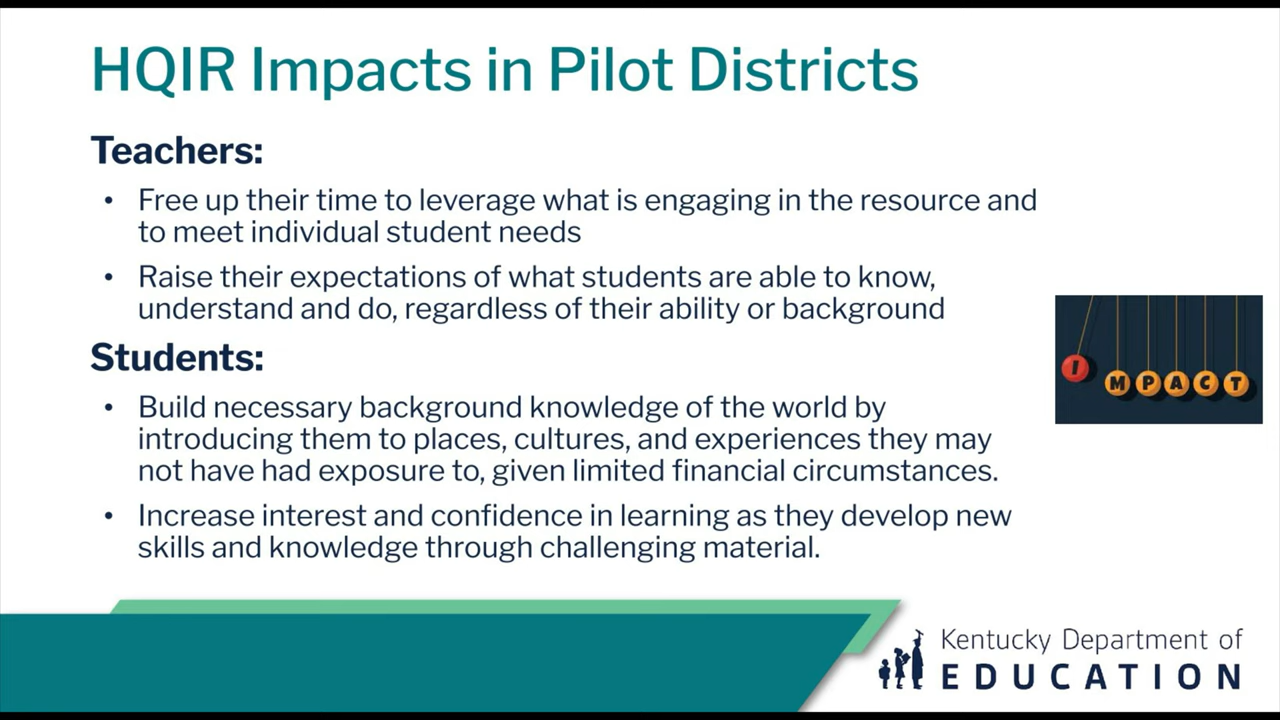 HQIR Impacts in Pilot Districts
Teachers:
• Free up their time to leverage what is engaging in the resource and
to meet individual student needs
• Raise their expectations of what students are able to know,
understand and do, regardless of their ability or background
Students:
• Build necessary background knowledge of the world by
introducing them to places, cultures, and experiences they may
not have had exposure to, given limited financial circumstances.
• Increase interest and confidence in learning as they develop new
skills and knowledge through challenging material.
IMPACT
Kentucky Department of
EDUCATION